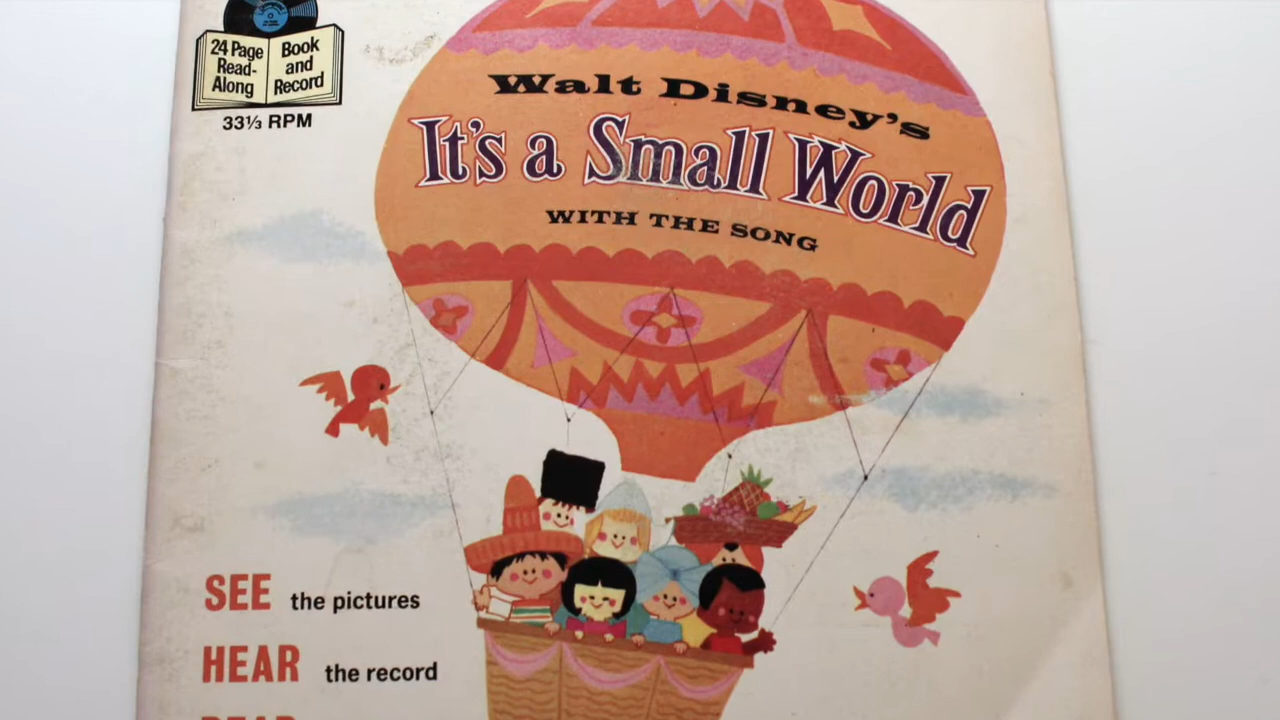 24 Page
Read-
Along
Book
and
Record
33⅓ RPM
Walt Disney's
It's a Small World
WITH THE SONG
SEE the pictures
HEAR the record
READ